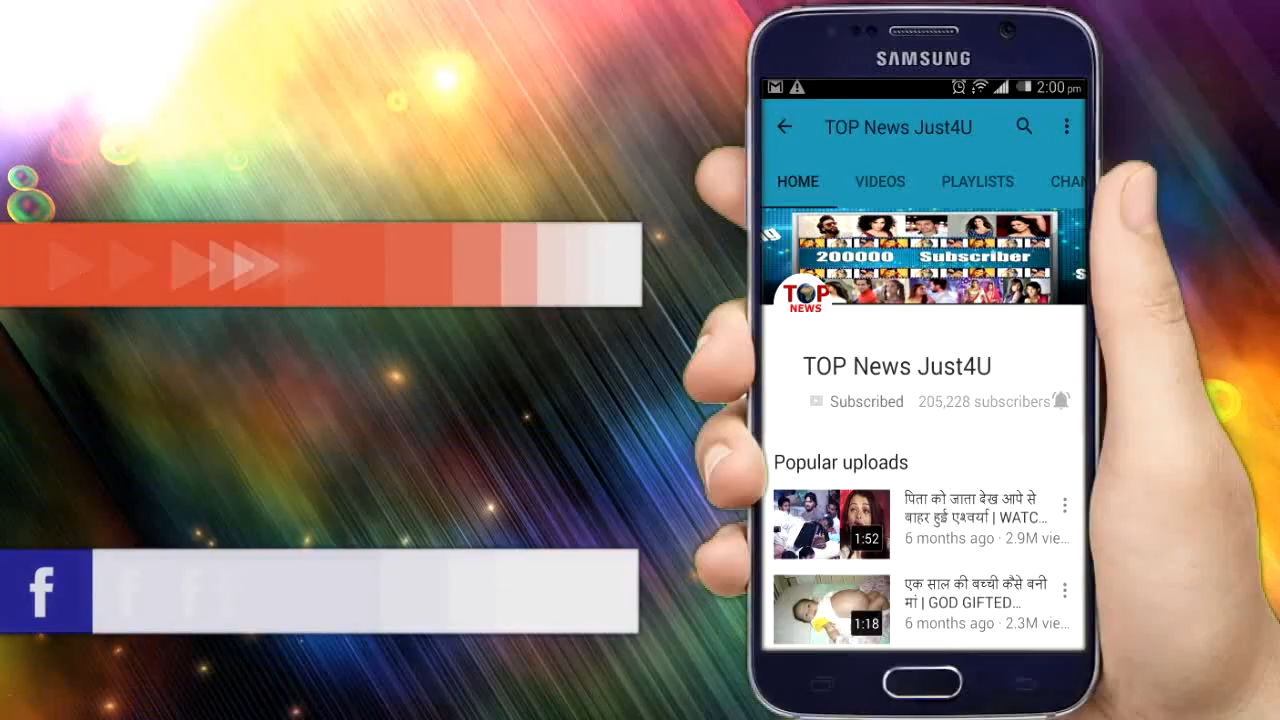 SAMSUNG
2:00 pm
TOP News Just4U
HOME VIDEOS PLAYLISTS CHAN
200000 Subscriber
TOP
NEWS
TOP News Just4U
Subscribed 205,228 subscribers
Popular uploads
पिता को जाता देख आपे से
बाहर हुई एश्वर्या | WATC...
6 months ago · 2.9M vie...
1:52
एक साल की बच्ची कैसे बनी
मां | GOD GIFTED...
6 months ago · 2.3M vie...
1:18
f